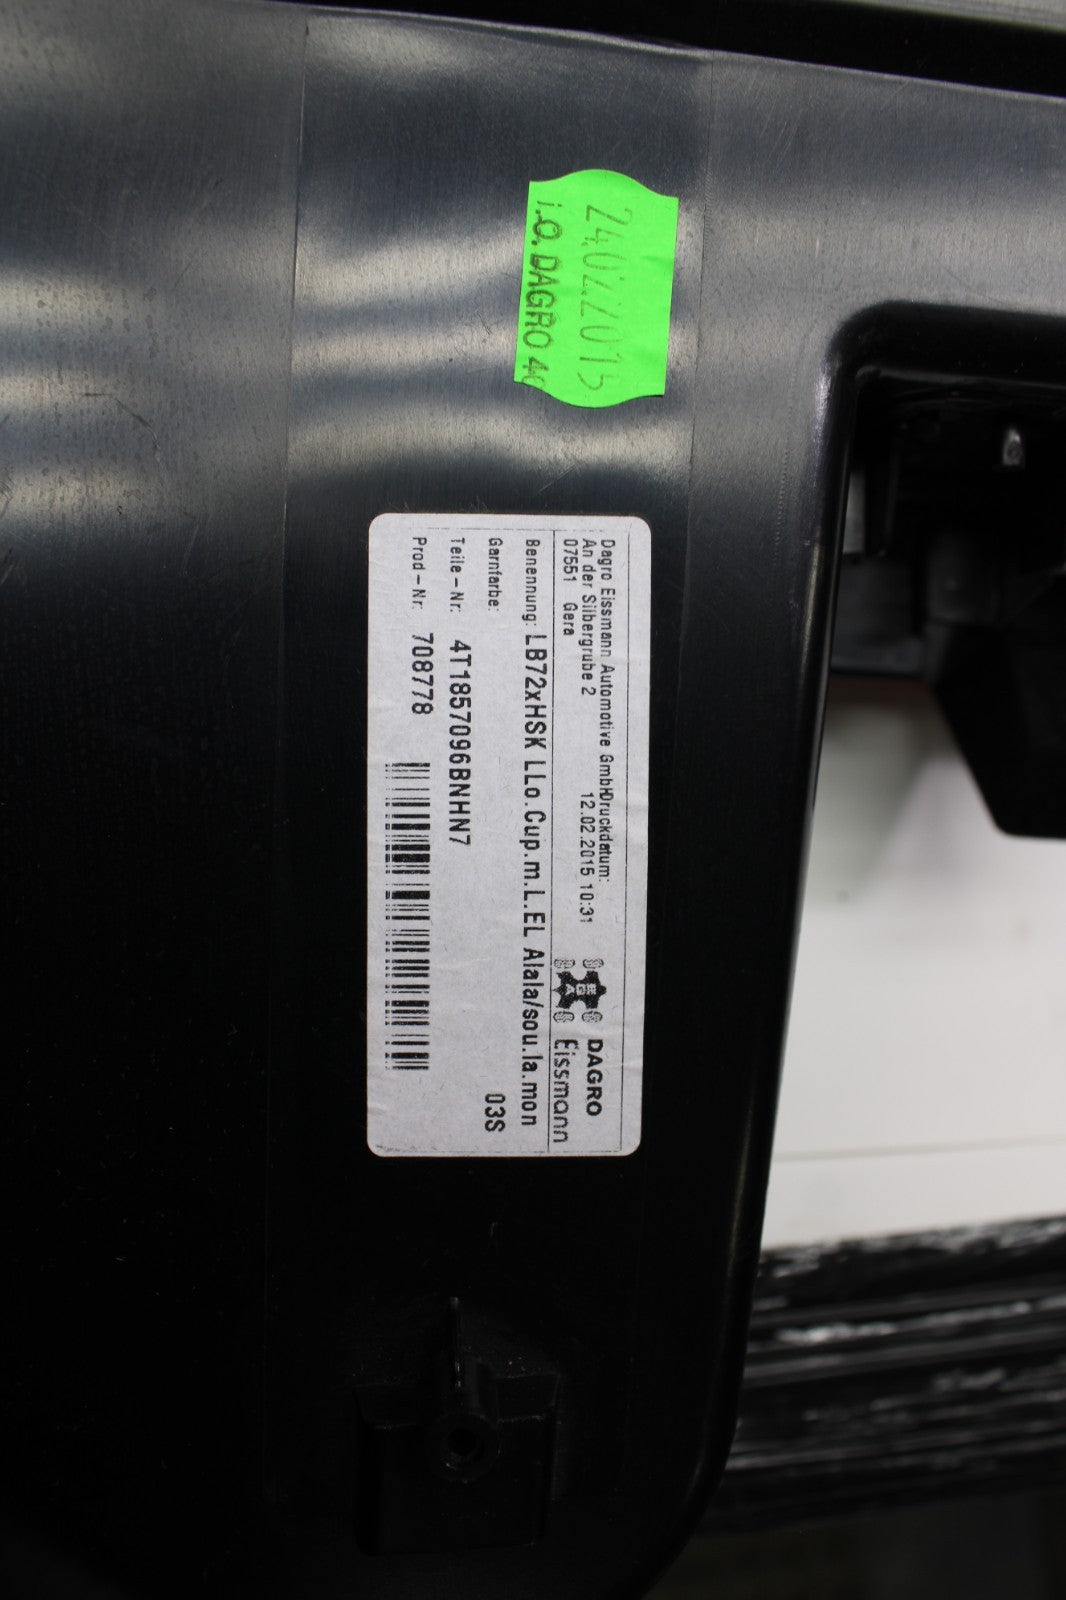 24.02.2015
i.O. DAGRO 40
Dagro Eissmann Automotive GmbH
An der Silbergrube 2
07551 Gera
Druckdatum:
12.02.2015 10:31
DAGRO
Eissmann
Benennung: LB72xHSK LLo.Cup.m.L.EL Alala/sou.la.mon
Garnfarbe: 03S
Teile-Nr: 4T1857096BNHN7
Prod-Nr: 708778